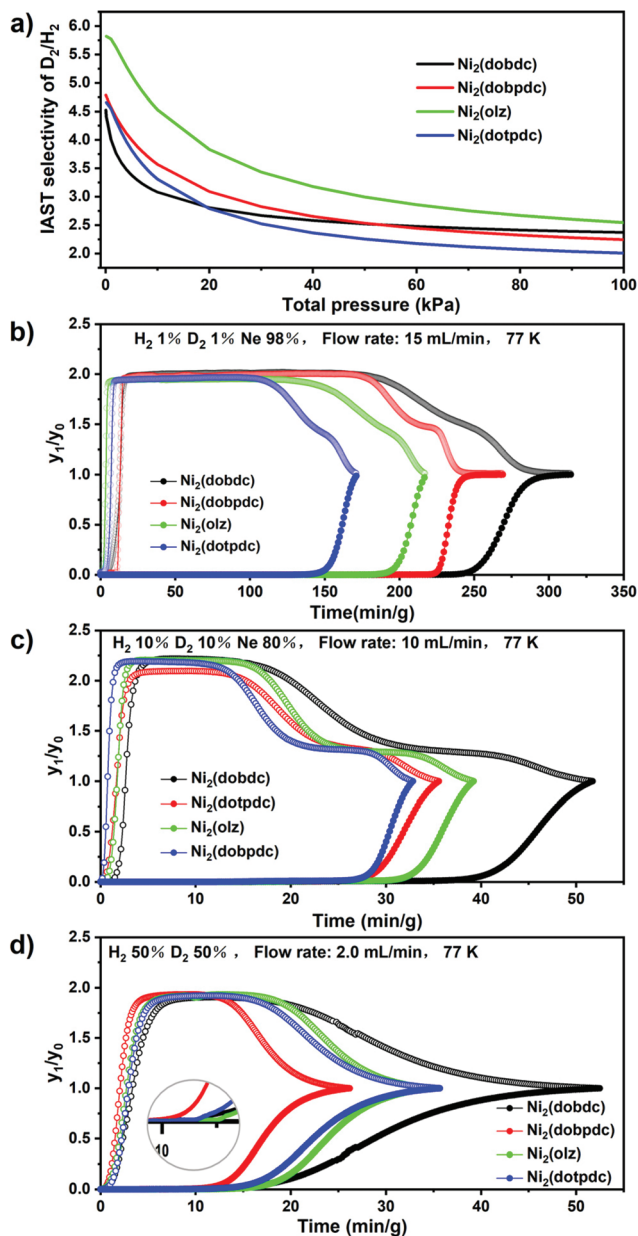 a)
IAST selectivity of D2/H2
6.0
5.5
5.0
4.5
4.0
3.5
3.0
2.5
2.0
Ni2(dobdc)
Ni2(dobpdc)
Ni2(olz)
Ni2(dotpdc)
0 20 40 60 80 100
Total pressure (kPa)
b)
H2 1% D2 1% Ne 98%, Flow rate: 15 mL/min, 77 K
y1/y0
2.5
2.0
1.5
1.0
0.5
0.0
Ni2(dobdc)
Ni2(dobpdc)
Ni2(olz)
Ni2(dotpdc)
0 50 100 150 200 250 300 350
Time(min/g)
c)
H2 10% D2 10% Ne 80%, Flow rate: 10 mL/min, 77 K
y1/y0
2.5
2.0
1.5
1.0
0.5
0.0
Ni2(dobdc)
Ni2(dotpdc)
Ni2(olz)
Ni2(dobpdc)
0 10 20 30 40 50
Time (min/g)
d)
H2 50% D2 50% , Flow rate: 2.0 mL/min, 77 K
y1/y0
2.5
2.0
1.5
1.0
0.5
0.0
10
Ni2(dobdc)
Ni2(dobpdc)
Ni2(olz)
Ni2(dotpdc)
0 10 20 30 40 50
Time (min/g)